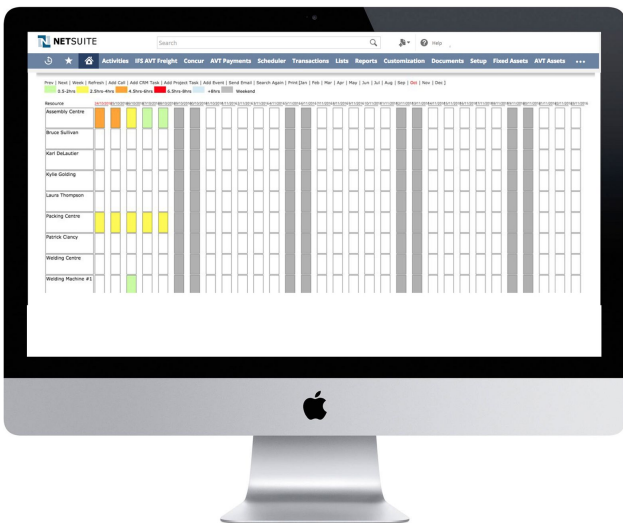 NETSUITE
Search
Help
Activities IFS AVT Freight Concur AVT Payments Scheduler Transactions Lists Reports Customization Documents Setup Fixed Assets AVT Assets
Prev | Next | Week | Refresh | Add Call | Add CRM Task | Add Project Task | Add Event | Send Email | Search Again | Print [Jan | Feb | Mar | Apr | May | Jun | Jul | Aug | Sep | Oct | Nov | Dec ]
0.5-2hrs 2.5hrs-4hrs 4.5hrs-6hrs 6.5hrs-8hrs +8hrs Weekend
Resource
Assembly Centre
Bruce Sullivan
Karl DeLautier
Kylie Golding
Laura Thompson
Packing Centre
Patrick Clancy
Welding Centre
Welding Machine #1